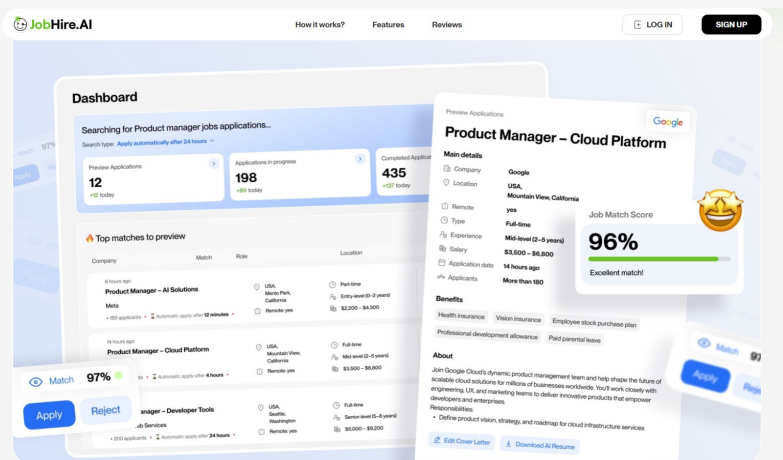 JobHire.AI
How it works?
Features
Reviews
LOG IN
SIGN UP
Dashboard
Searching for Product manager jobs applications...
Search type: Apply automatically after 24 hours
Preview Applications
12
+12 today
Applications in progress
198
+69 today
Completed Applicat
435
+137 today
🔥 Top matches to preview
Company
Match
Role
Location
6 hours ago
Product Manager – AI Solutions
Meta
+ 150 applicants • ⏳ Automatic apply after 12 minutes
USA,
Menlo Park,
California
Remote: yes
Part-time
Entry-level (0–2 years)
$2,200 – $4,300
14 hours ago
Product Manager – Cloud Platform
nts • ⏳ Automatic apply after 4 hours
USA,
Mountain View,
California
Remote: yes
Full-time
Mid-level (2–5 years)
$3,500 – $6,800
anager – Developer Tools
b Services
+ 200 applicants • ⏳ Automatic apply after 24 hours
USA,
Seattle,
Washington
Remote: yes
Full-time
Senior-level (5–8 years)
$5,000 – $9,200
Match 97%
Apply
Reject
Preview Applications
Google
Product Manager – Cloud Platform
Main details
Company
Google
Location
USA,
Mountain View, California
Remote
yes
Type
Full-time
Experience
Mid-level (2–5 years)
Salary
$3,500 – $6,800
Application date
14 hours ago
Applicants
More than 180
Benefits
Health insurance
Vision insurance
Employee stock purchase plan
Professional development allowance
Paid parental leave
About
Join Google Cloud's dynamic product management team and help shape the future of
scalable cloud solutions for millions of businesses worldwide. You'll work closely with
engineering, UX, and marketing teams to deliver innovative products that empower
developers and enterprises.
Responsibilities:
• Define product vision, strategy, and roadmap for cloud infrastructure services
Edit Cover Letter
Download AI Resume
Job Match Score
96%
Excellent match!
Match 97
Apply
Reje